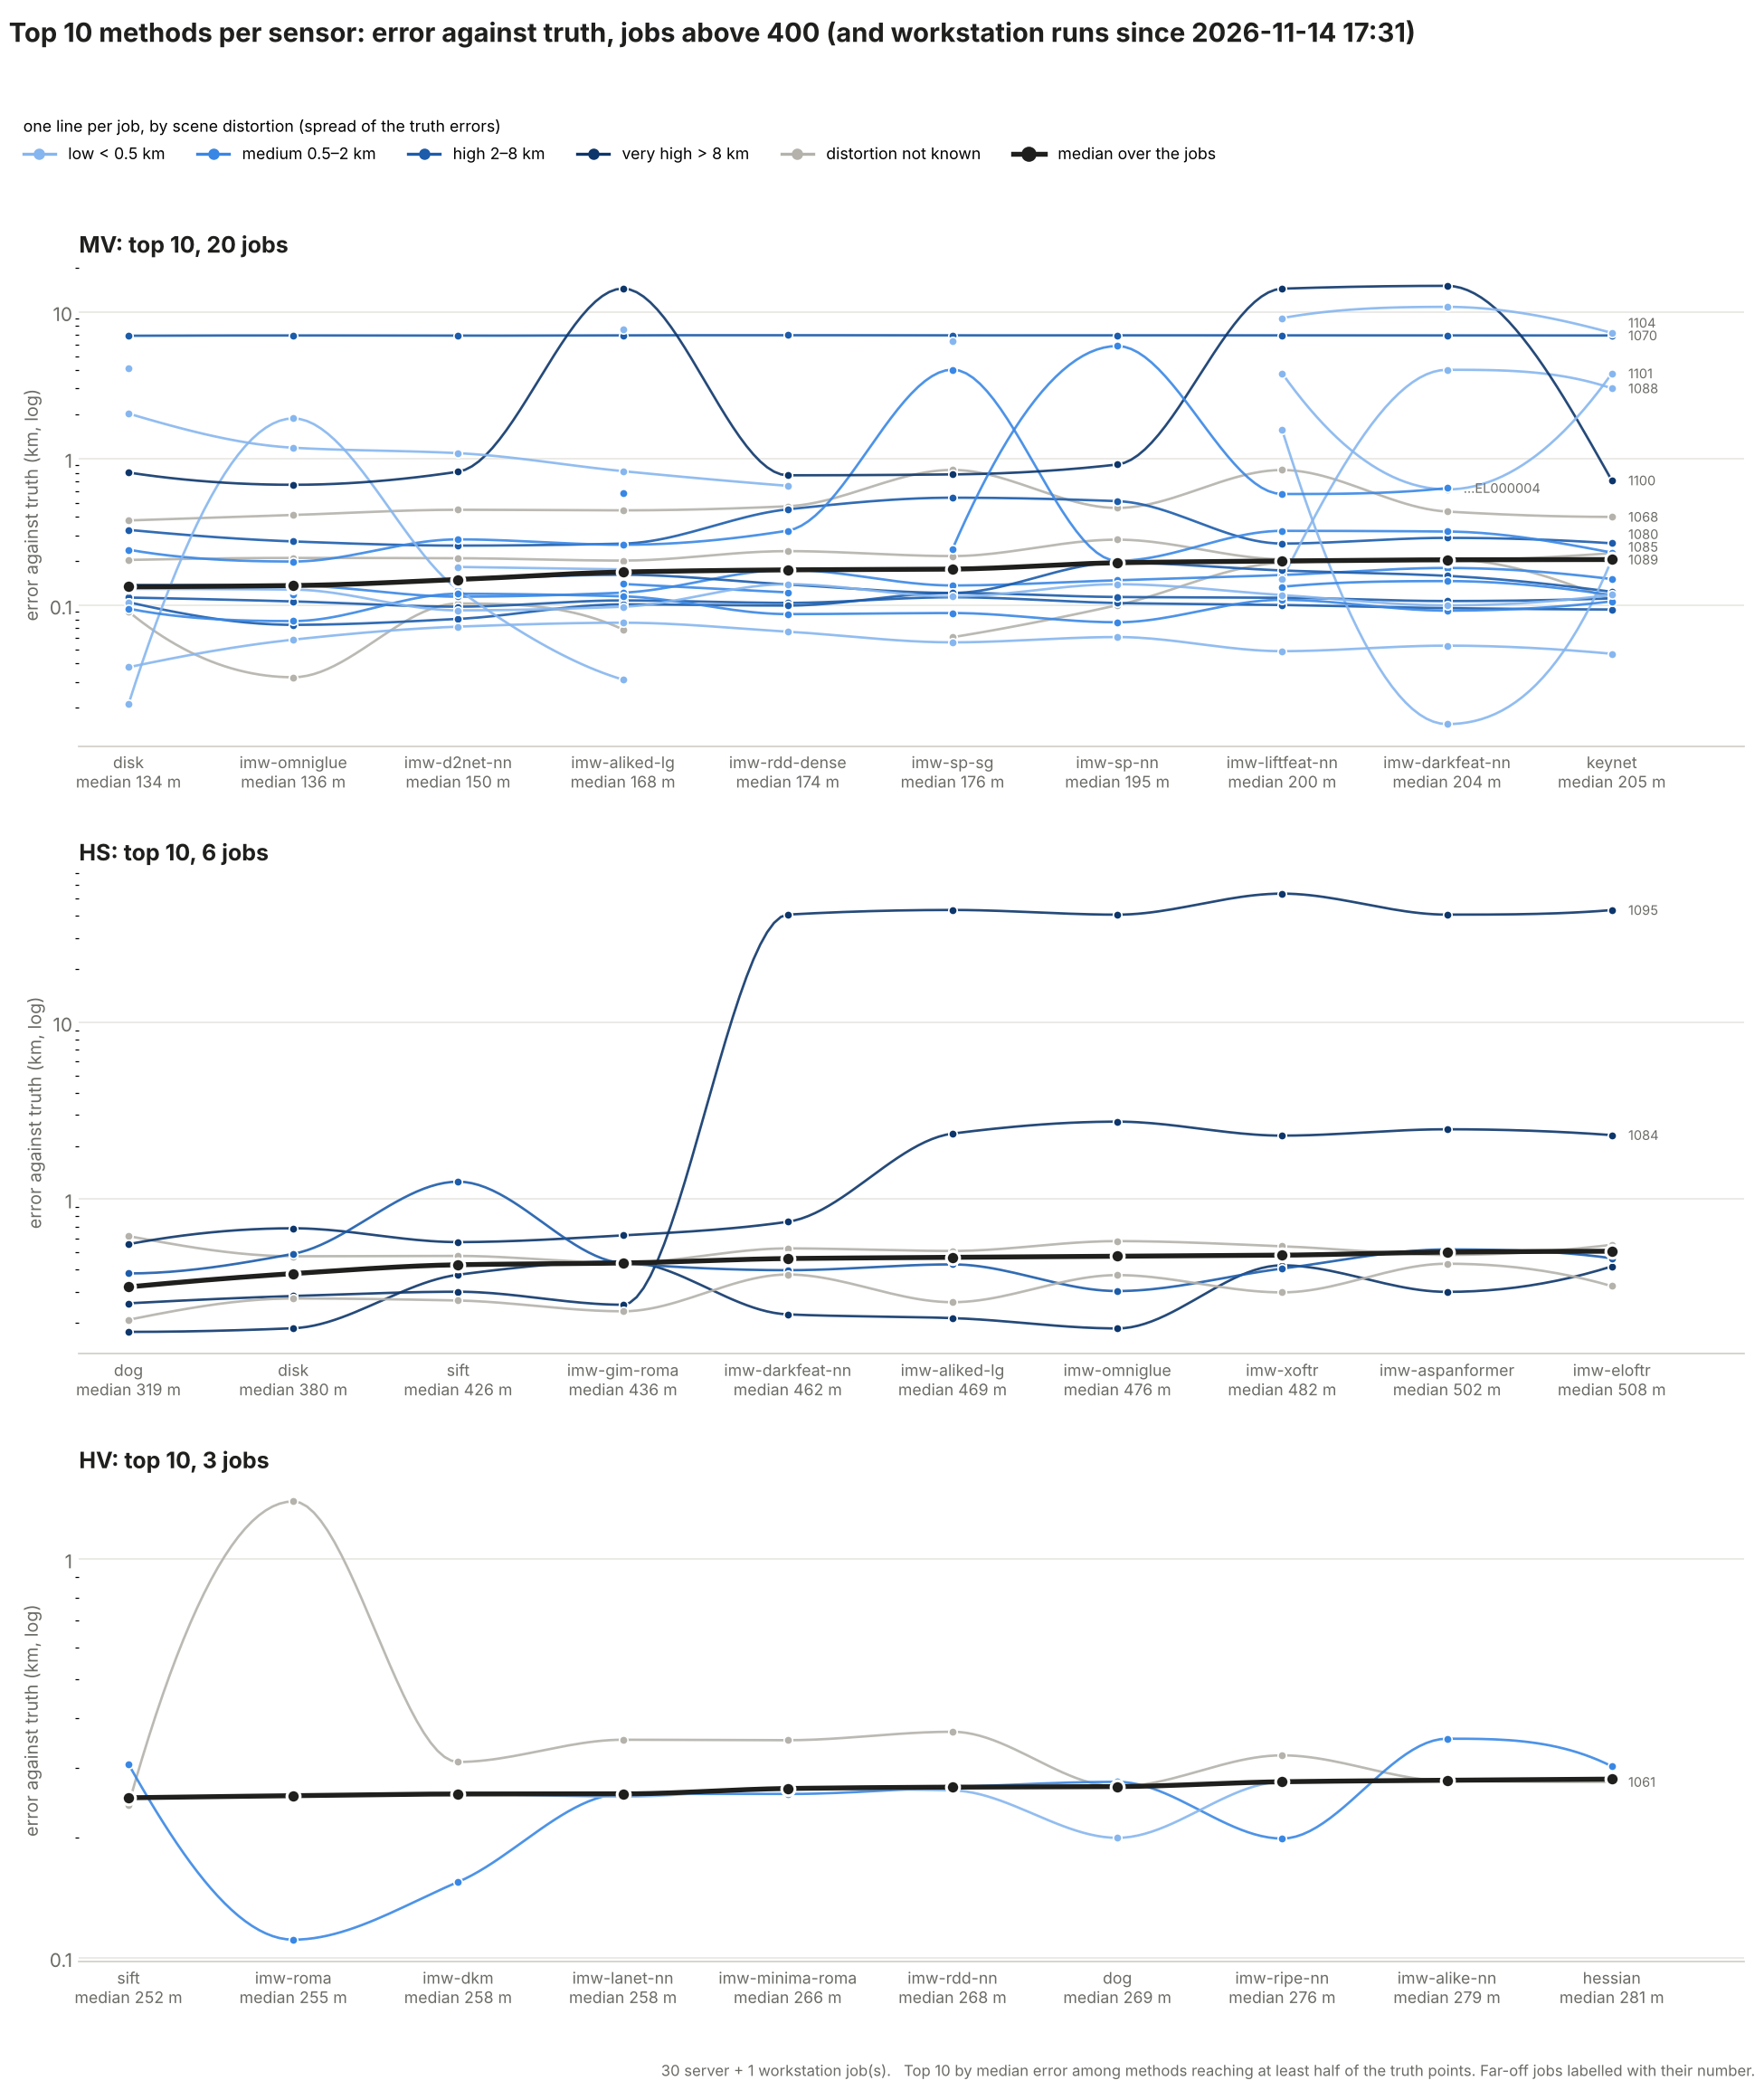 Top 10 methods per sensor: error against truth, jobs above 400 (and workstation runs since 2026-11-14 17:31)
one line per job, by scene distortion (spread of the truth errors)
low < 0.5 km medium 0.5–2 km high 2–8 km very high > 8 km distortion not known median over the jobs
MV: top 10, 20 jobs
error against truth (km, log)
10
1
0.1
1104
1070
1101
1088
1100
...EL000004
1068
1080
1085
1089
disk imw-omniglue imw-d2net-nn imw-aliked-lg imw-rdd-dense imw-sp-sg imw-sp-nn imw-liftfeat-nn imw-darkfeat-nn keynet
median 134 m median 136 m median 150 m median 168 m median 174 m median 176 m median 195 m median 200 m median 204 m median 205 m
HS: top 10, 6 jobs
error against truth (km, log)
10
1
1095
1084
dog disk sift imw-gim-roma imw-darkfeat-nn imw-aliked-lg imw-omniglue imw-xoftr imw-aspanformer imw-eloftr
median 319 m median 380 m median 426 m median 436 m median 462 m median 469 m median 476 m median 482 m median 502 m median 508 m
HV: top 10, 3 jobs
error against truth (km, log)
1
0.1
1061
sift imw-roma imw-dkm imw-lanet-nn imw-minima-roma imw-rdd-nn dog imw-ripe-nn imw-alike-nn hessian
median 252 m median 255 m median 258 m median 258 m median 266 m median 268 m median 269 m median 276 m median 279 m median 281 m
30 server + 1 workstation job(s). Top 10 by median error among methods reaching at least half of the truth points. Far-off jobs labelled with their number.